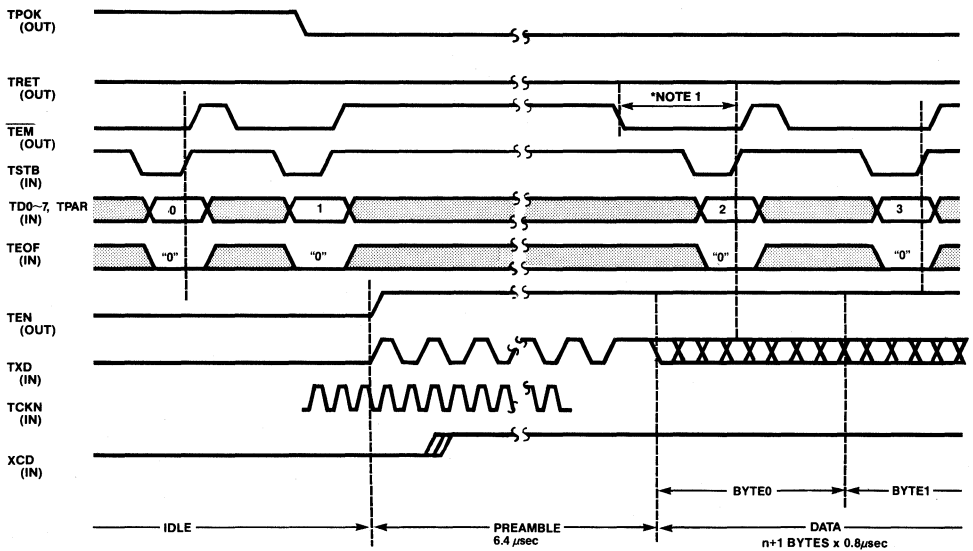 TPOK
(OUT)
TRET
(OUT)
*NOTE 1
TEM
(OUT)
TSTB
(IN)
TD0~7, TPAR
(IN)
0
1
2
3
TEOF
(IN)
"0"
"0"
"0"
"0"
TEN
(OUT)
TXD
(IN)
TCKN
(IN)
XCD
(IN)
BYTE0
BYTE1
IDLE
PREAMBLE
6.4 μsec
DATA
n+1 BYTES x 0.8μsec